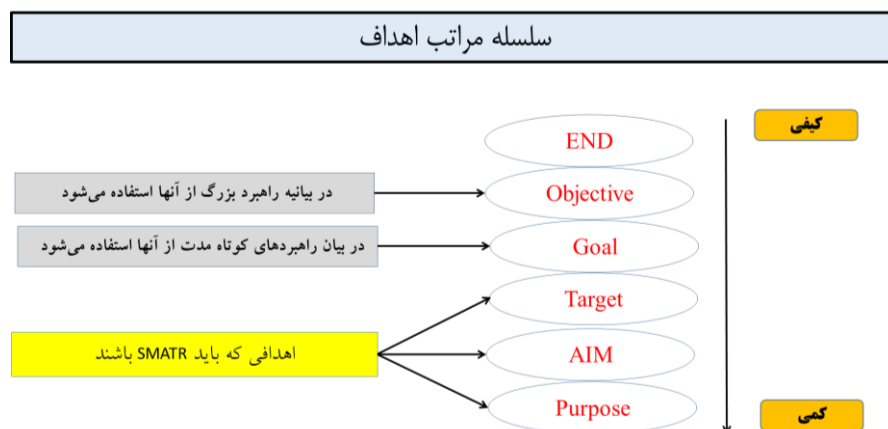 سلسله مراتب اهداف
کیفی
END
Objective
در بیانیه راهبرد بزرگ از آنها استفاده می‌شود
Goal
در بیان راهبردهای کوتاه مدت از آنها استفاده می‌شود
Target
AIM
اهدافی که باید SMATR باشند
Purpose
کمی